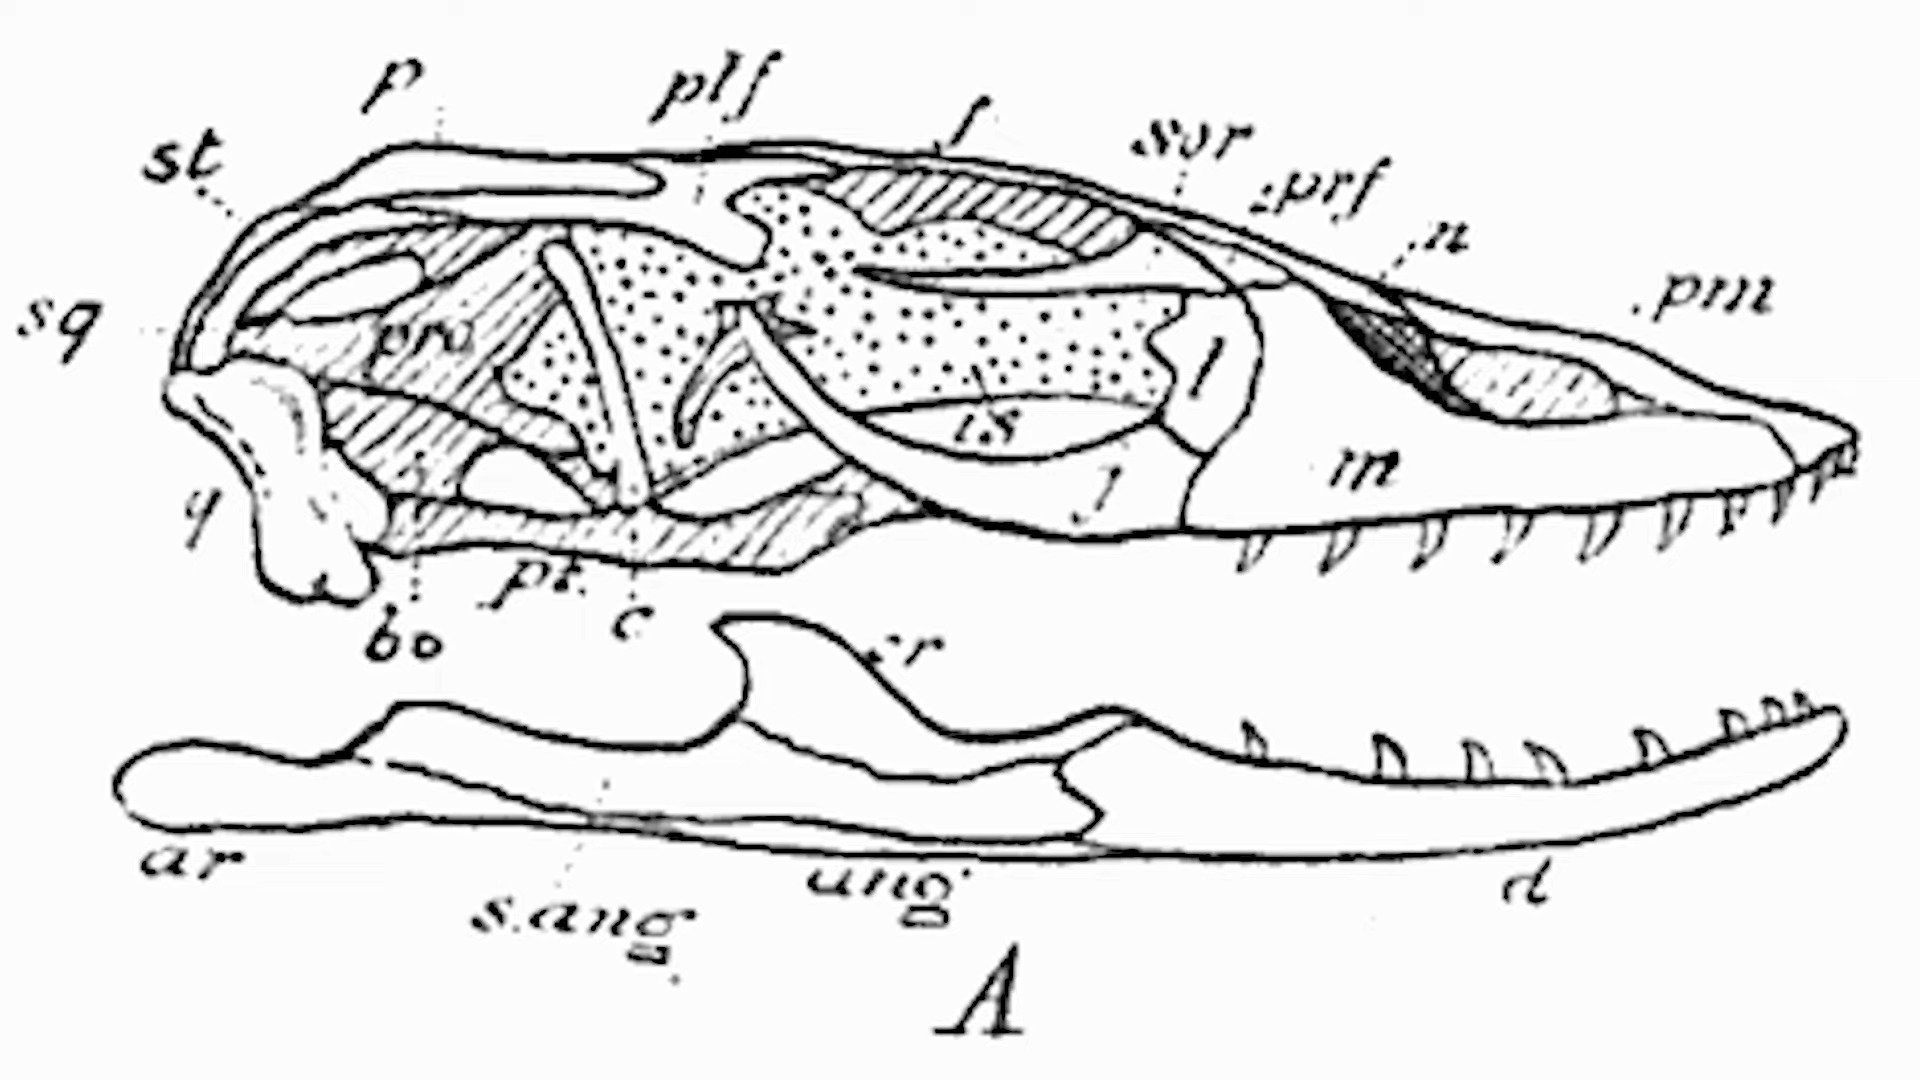 p
plf
f
sor
st
prf
n
pm
sq
pro
l
is
m
q
j
pt.
c
bo
cr
ar
ang
d
s.ang.
A